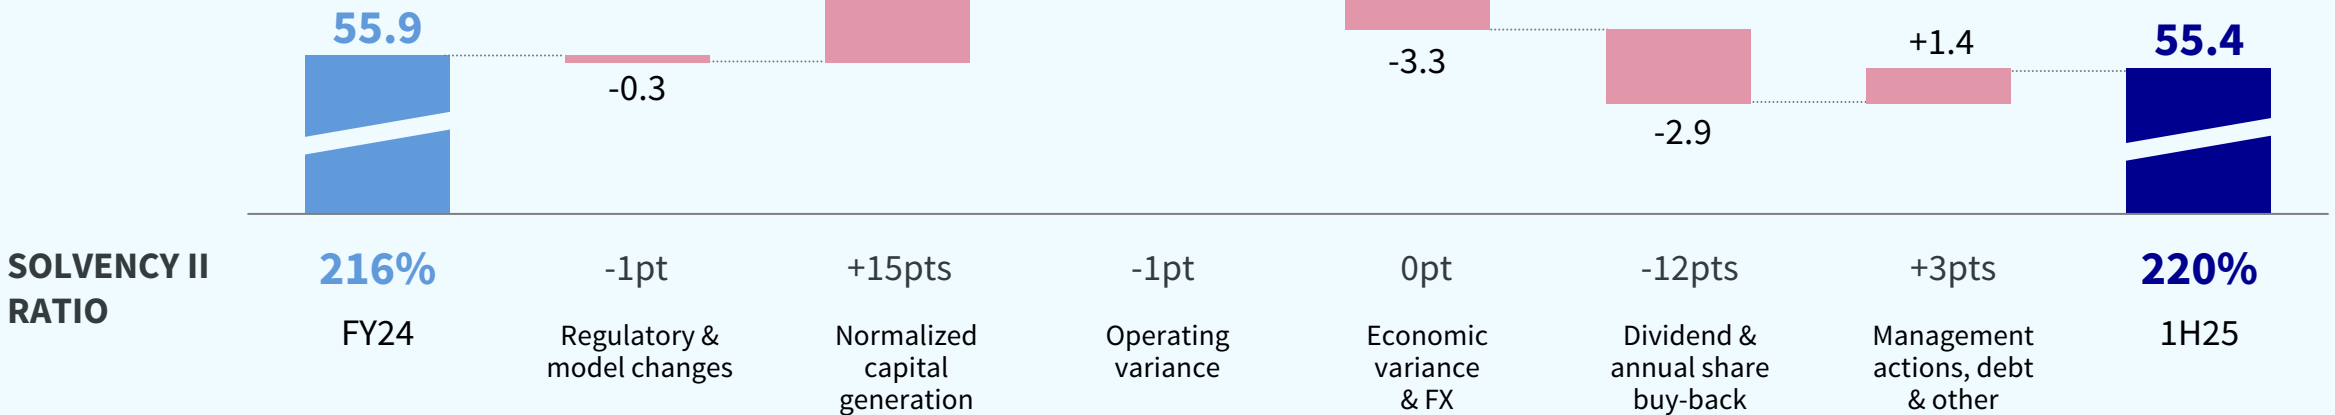 55.9
-0.3
-3.3
-2.9
+1.4
55.4
SOLVENCY II
RATIO
216%
-1pt
+15pts
-1pt
0pt
-12pts
+3pts
220%
FY24
Regulatory &
model changes
Normalized
capital
generation
Operating
variance
Economic
variance
& FX
Dividend &
annual share
buy-back
Management
actions, debt
& other
1H25